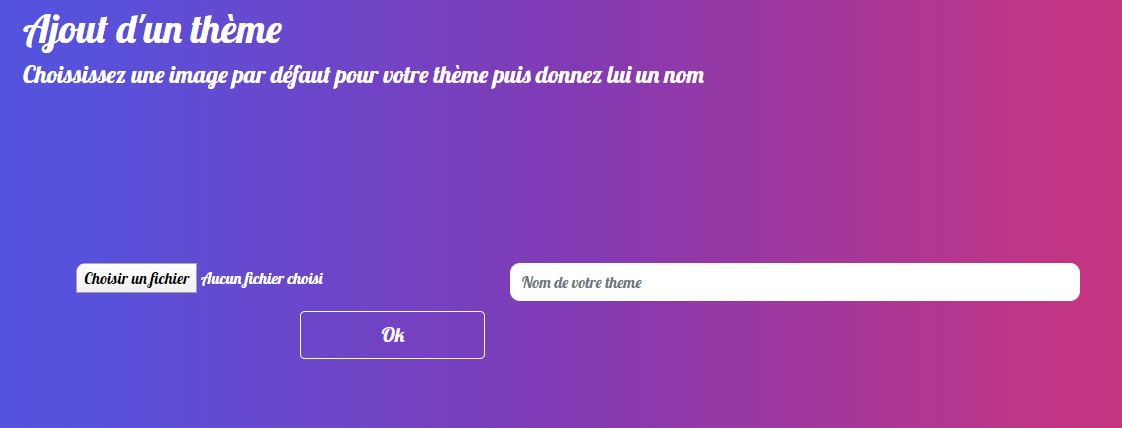 Ajout d'un thème
Choississez une image par défaut pour votre thème puis donnez lui un nom
Choisir un fichier Aucun fichier choisi
Nom de votre theme
Ok